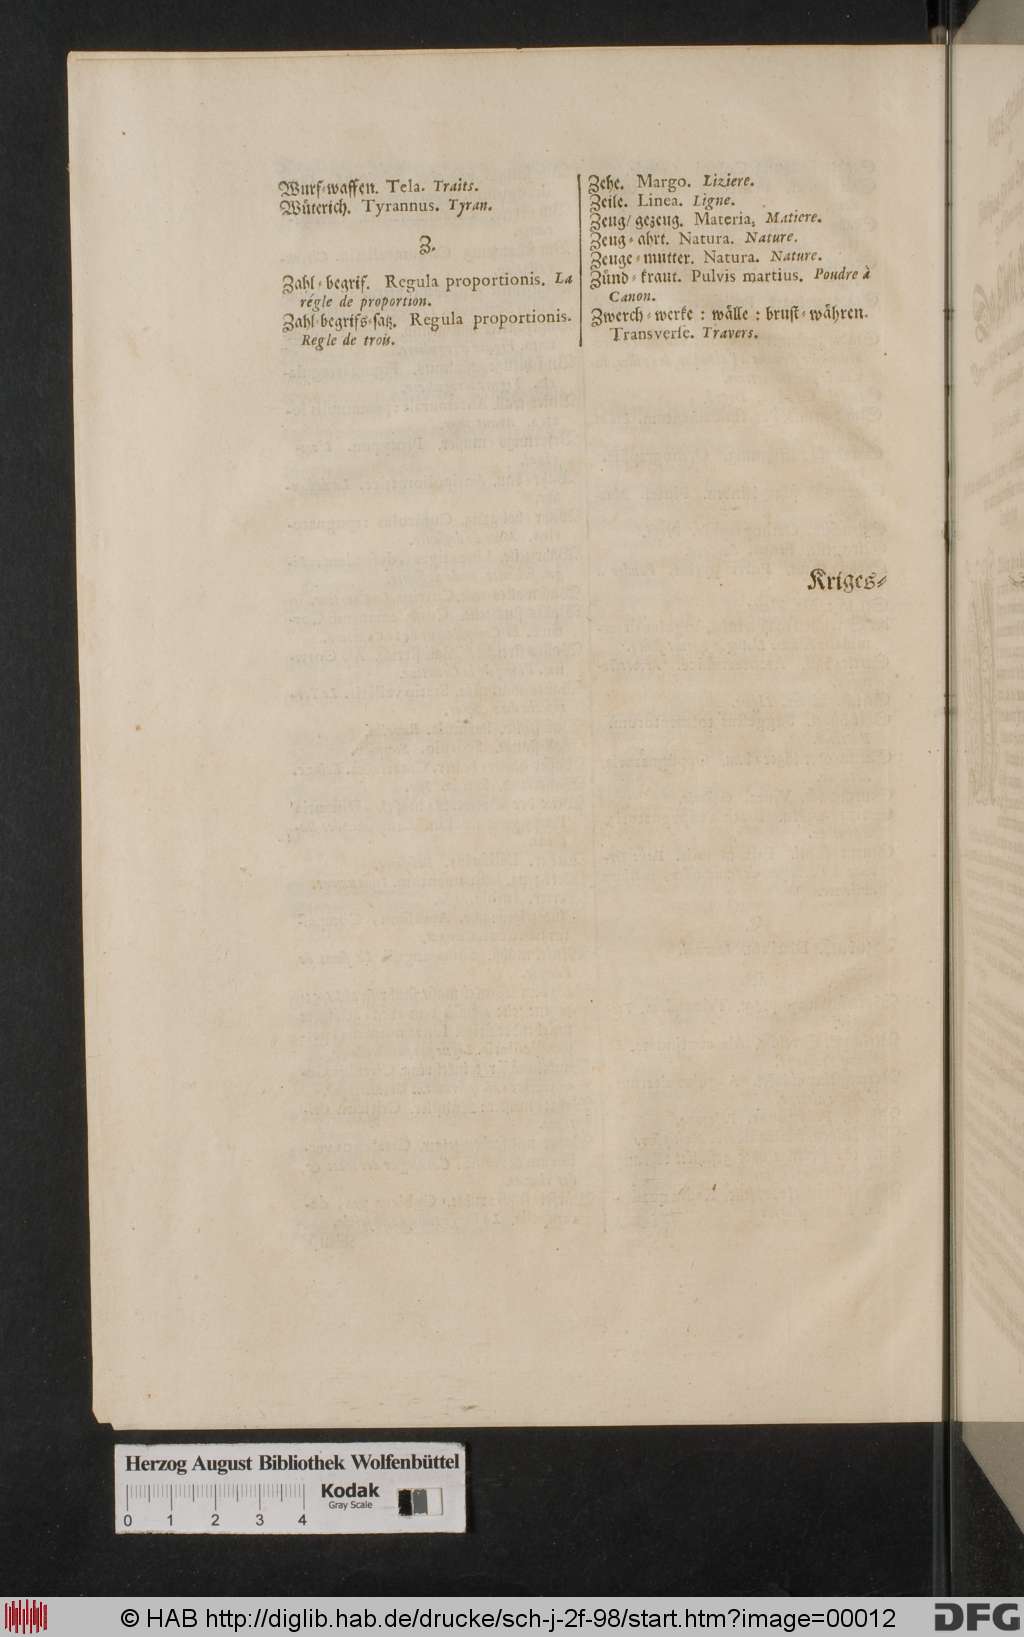 Wurf-waffen. Tela. Traits.
Wüterich. Tyrannus. Tyran.
Z.
Zahl-begrif. Regula proportionis. La
régle de proportion.
Zahl-begrifs-satz. Regula proportionis.
Regle de trois.
Zehe. Margo. Liziere.
Zeile. Linea. Ligne.
Zeug/gezeug. Materia, Matiere.
Zeug-ahrt. Natura. Nature.
Zeuge-mutter. Natura. Nature.
Zünd-kraut. Pulvis martius. Poudre à
Canon.
Zwerch-werke : wälle : brust-währen.
Transverse. Travers.
Kriges-
Herzog August Bibliothek Wolfenbüttel
Kodak
Gray Scale
0 1 2 3 4
© HAB http://diglib.hab.de/drucke/sch-j-2f-98/start.htm?image=00012
DFG